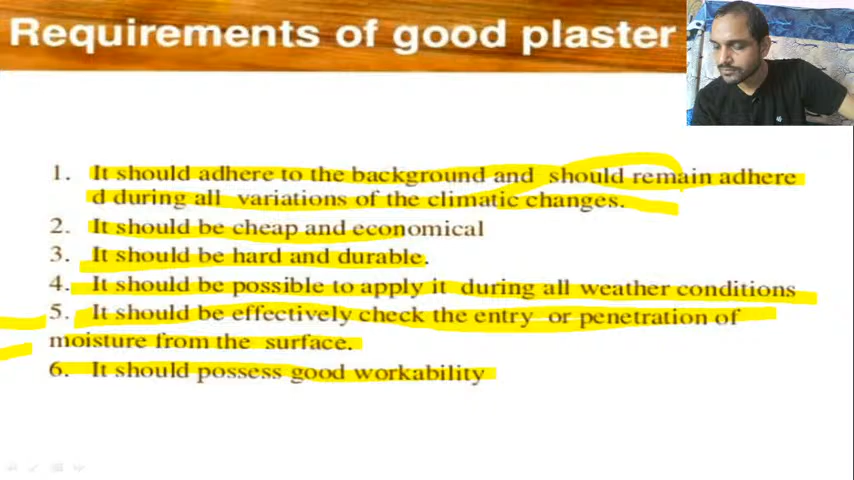 Requirements of good plaster
1. It should adhere to the background and should remain adhere
d during all variations of the climatic changes.
2. It should be cheap and economical
3. It should be hard and durable.
4. It should be possible to apply it during all weather conditions
5. It should be effectively check the entry or penetration of
moisture from the surface.
6. It should possess good workability